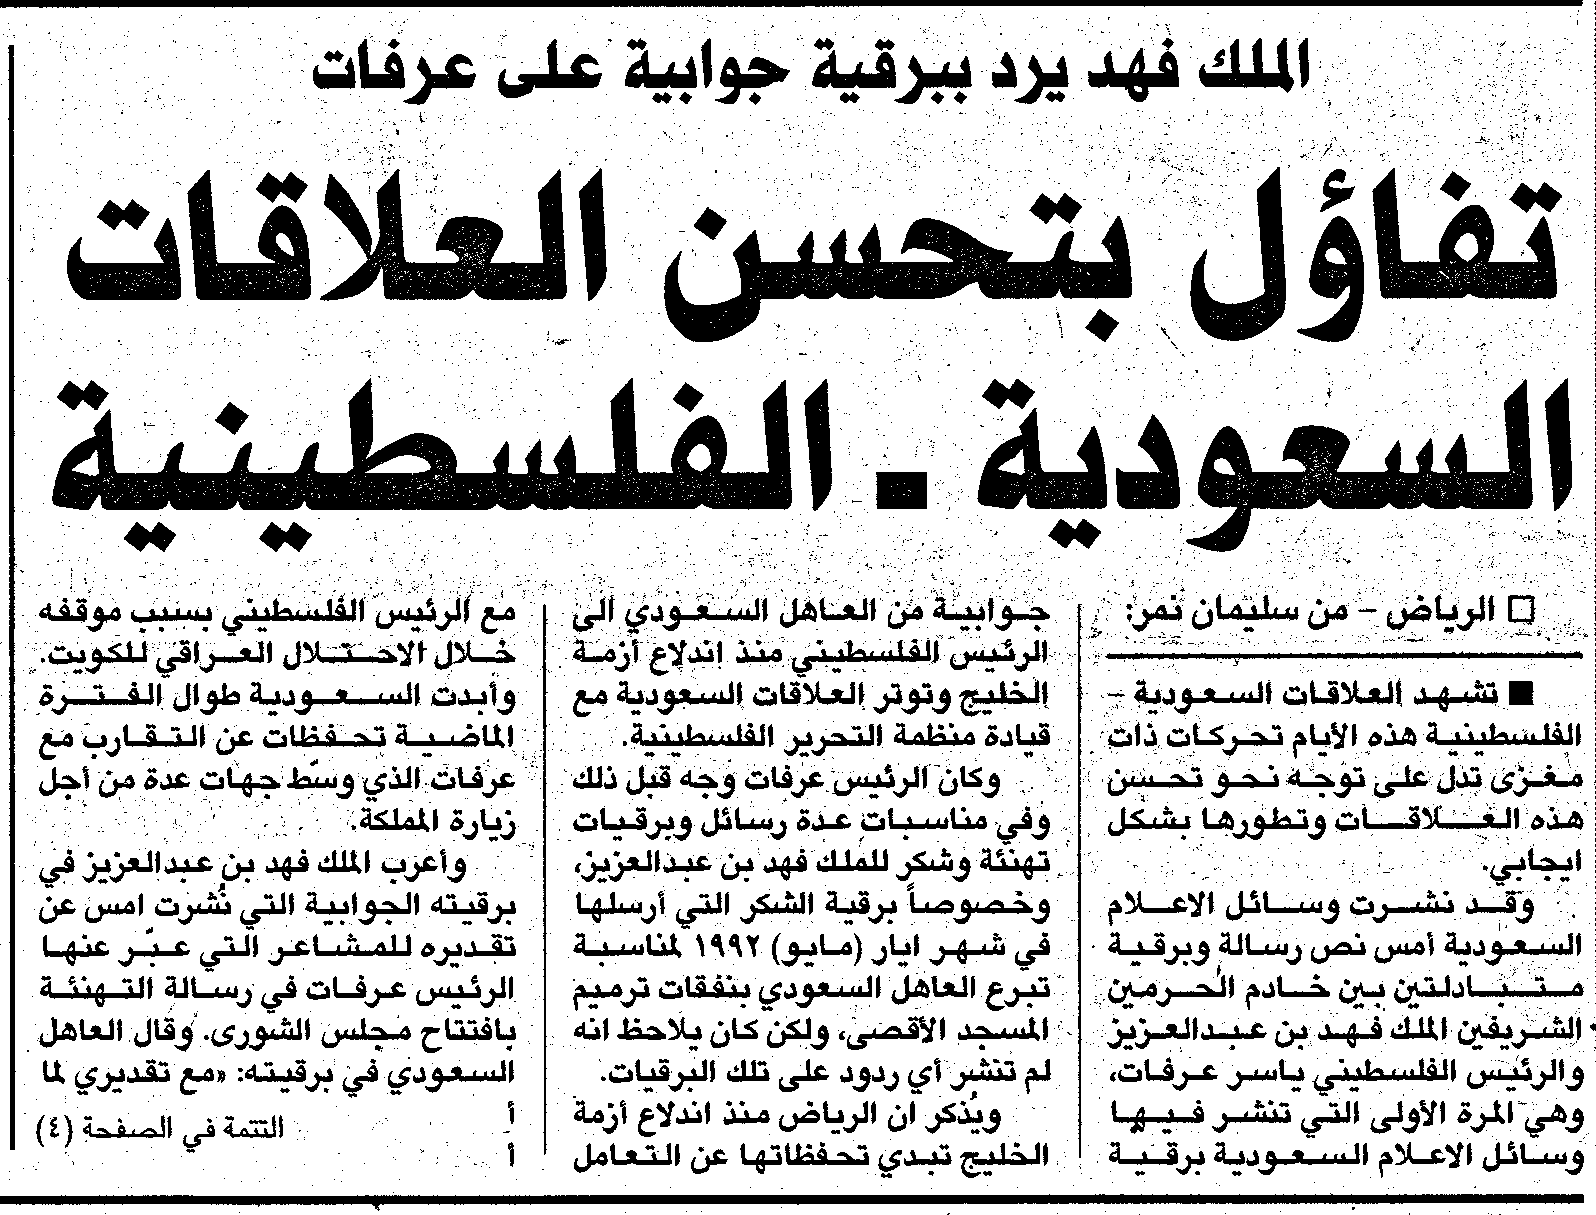 الملك فهد يرد ببرقية جوابية على عرفات
تفاؤل بتحسن العلاقات
السعودية ـ الفلسطينية
□ الرياض – من سليمان نمر:
■ تشهد العلاقات السعودية –
الفلسطينية هذه الأيام تحركات ذات
مغزى تدل على توجه نحو تحسن
هذه العلاقات وتطورها بشكل
ايجابي.
وقد نشرت وسائل الاعلام
السعودية أمس نص رسالة وبرقية
متبادلتين بين خادم الحرمين
الشريفين الملك فهد بن عبدالعزيز
والرئيس الفلسطيني ياسر عرفات،
وهي المرة الأولى التي تنشر فيها
وسائل الاعلام السعودية برقية
جوابية من العاهل السعودي الى
الرئيس الفلسطيني منذ اندلاع أزمة
الخليج وتوتر العلاقات السعودية مع
قيادة منظمة التحرير الفلسطينية.
وكان الرئيس عرفات وجه قبل ذلك
وفي مناسبات عدة رسائل وبرقيات
تهنئة وشكر للملك فهد بن عبدالعزيز،
وخصوصاً برقية الشكر التي أرسلها
في شهر ايار (مايو) ١٩٩٢ لمناسبة
تبرع العاهل السعودي بنفقات ترميم
المسجد الأقصى، ولكن كان يلاحظ انه
لم تنشر أي ردود على تلك البرقيات.
ويُذكر ان الرياض منذ اندلاع أزمة
الخليج تبدي تحفظاتها عن التعامل
مع الرئيس الفلسطيني بسبب موقفه
خلال الاحتلال العراقي للكويت.
وأبدت السعودية طوال الفترة
الماضية تحفظات عن التقارب مع
عرفات الذي وسّط جهات عدة من أجل
زيارة المملكة.
وأعرب الملك فهد بن عبدالعزيز في
برقيته الجوابية التي نُشرت امس عن
تقديره للمشاعر التي عبّر عنها
الرئيس عرفات في رسالة التهنئة
بافتتاح مجلس الشورى. وقال العاهل
السعودي في برقيته: «مع تقديري لما
أ
التتمة في الصفحة (٤)
أ